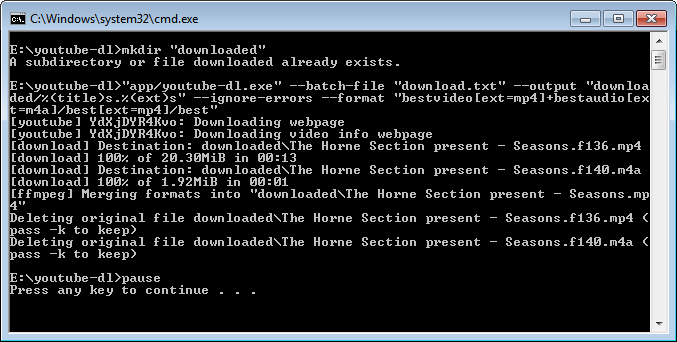 C:\Windows\system32\cmd.exe
E:\youtube-dl>mkdir "downloaded"
A subdirectory or file downloaded already exists.
E:\youtube-dl>"app/youtube-dl.exe" --batch-file "download.txt" --output "downloa
ded/%(title)s.%(ext)s" --ignore-errors --format "bestvideo[ext=mp4]+bestaudio[ex
t=m4a]/best[ext=mp4]/best"
[youtube] YdXjDYR4Kvo: Downloading webpage
[youtube] YdXjDYR4Kvo: Downloading video info webpage
[download] Destination: downloaded\The Horne Section present - Seasons.f136.mp4
[download] 100% of 20.30MiB in 00:13
[download] Destination: downloaded\The Horne Section present - Seasons.f140.m4a
[download] 100% of 1.92MiB in 00:01
[ffmpeg] Merging formats into "downloaded\The Horne Section present - Seasons.mp
4"
Deleting original file downloaded\The Horne Section present - Seasons.f136.mp4 (
pass -k to keep)
Deleting original file downloaded\The Horne Section present - Seasons.f140.m4a (
pass -k to keep)
E:\youtube-dl>pause
Press any key to continue . . .